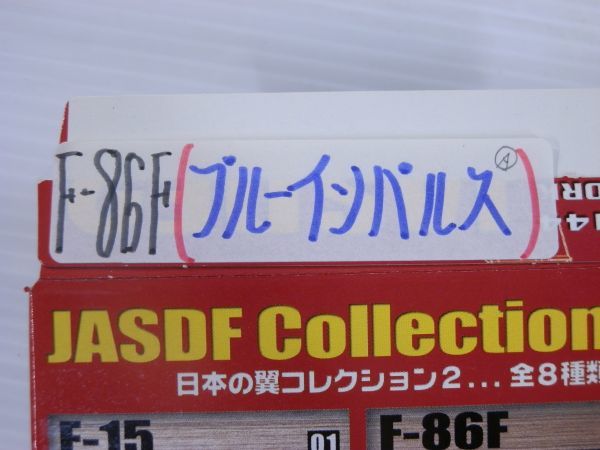 F-86F(ブルーインパルス)
A
JASDF Collection
日本の翼コレクション2...全8種類
F-15 01 F-86F